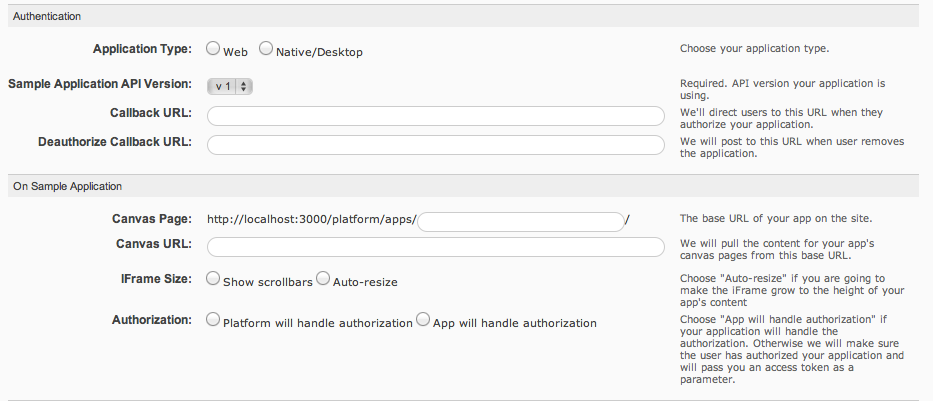 Authentication
Application Type: Web Native/Desktop Choose your application type.
Sample Application API Version: v 1 Required. API version your application is
using.
Callback URL: We'll direct users to this URL when they
authorize your application.
Deauthorize Callback URL: We will post to this URL when user removes
the application.
On Sample Application
Canvas Page: http://localhost:3000/platform/apps/ / The base URL of your app on the site.
Canvas URL: We will pull the content for your app's
canvas pages from this base URL.
IFrame Size: Show scrollbars Auto-resize Choose "Auto-resize" if you are going to
make the iFrame grow to the height of your
app's content
Authorization: Platform will handle authorization App will handle authorization Choose "App will handle authorization" if
your application will handle the
authorization. Otherwise we will make sure
the user has authorized your application and
will pass you an access token as a
parameter.